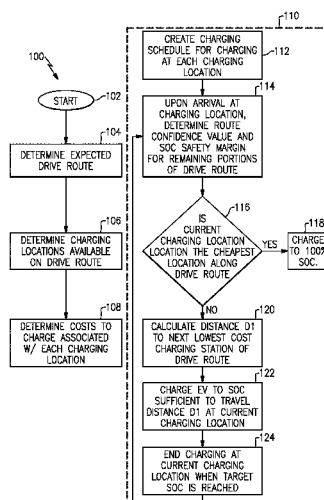 100
START
102
104
DETERMINE EXPECTED
DRIVE ROUTE
106
DETERMINE CHARGING
LOCATIONS AVAILABLE
ON DRIVE ROUTE
108
DETERMINE COSTS TO
CHARGE ASSOCIATED
W/ EACH CHARGING
LOCATION
110
CREATE CHARGING
SCHEDULE FOR CHARGING
AT EACH CHARGING
LOCATION
112
114
UPON ARRIVAL AT
CHARGING LOCATION,
DETERMINE ROUTE
CONFIDENCE VALUE AND
SOC SAFETY MARGIN
FOR REMAINING PORTIONS
OF DRIVE ROUTE
116
IS
CURRENT
CHARGING LOCATION
LOCATION THE CHEAPEST
LOCATION ALONG
DRIVE ROUTE
YES
118
CHARGE
TO 100%
SOC.
NO
120
CALCULATE DISTANCE D1
TO NEXT LOWEST COST
CHARGING STATION OF
DRIVE ROUTE
122
CHARGE EV TO SOC
SUFFICIENT TO TRAVEL
DISTANCE D1 AT CURRENT
CHARGING LOCATION
124
END CHARGING AT
CURRENT CHARGING
LOCATION WHEN TARGET
SOC IS REACHED